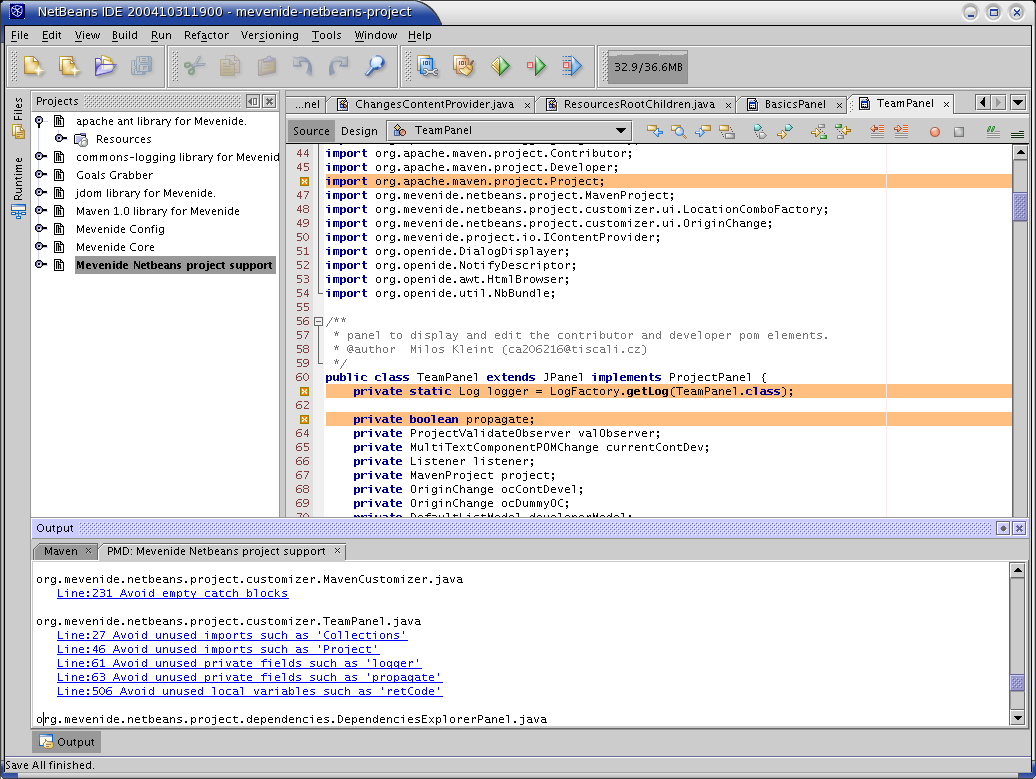 NetBeans IDE 200410311900 - mevenide-netbeans-project
File Edit View Build Run Refactor Versioning Tools Window Help
32.9/36.6MB
Files
Runtime
Projects
apache ant library for Mevenide.
Resources
commons-logging library for Mevenid
Goals Grabber
jdom library for Mevenide.
Maven 1.0 library for Mevenide
Mevenide Config
Mevenide Core
Mevenide Netbeans project support
...nel ChangesContentProvider.java ResourcesRootChildren.java BasicsPanel TeamPanel
Source Design TeamPanel
44 import org.apache.maven.project.Contributor;
45 import org.apache.maven.project.Developer;
import org.apache.maven.project.Project;
47 import org.mevenide.netbeans.project.MavenProject;
48 import org.mevenide.netbeans.project.customizer.ui.LocationComboFactory;
49 import org.mevenide.netbeans.project.customizer.ui.OriginChange;
50 import org.mevenide.project.io.IContentProvider;
51 import org.openide.DialogDisplayer;
52 import org.openide.NotifyDescriptor;
53 import org.openide.awt.HtmlBrowser;
54 import org.openide.util.NbBundle;
55
56 /**
57 * panel to display and edit the contributor and developer pom elements.
58 * @author  Milos Kleint (ca206216@tiscali.cz)
59 */
60 public class TeamPanel extends JPanel implements ProjectPanel {
private static Log logger = LogFactory.getLog(TeamPanel.class);
62
private boolean propagate;
64 private ProjectValidateObserver valObserver;
65 private MultiTextComponentPOMChange currentContDev;
66 private Listener listener;
67 private MavenProject project;
68 private OriginChange ocContDevel;
69 private OriginChange ocDummyOC;
70 private DefaultListModel developerModel;
Output
Maven PMD: Mevenide Netbeans project support
org.mevenide.netbeans.project.customizer.MavenCustomizer.java
Line:231 Avoid empty catch blocks
org.mevenide.netbeans.project.customizer.TeamPanel.java
Line:27 Avoid unused imports such as 'Collections'
Line:46 Avoid unused imports such as 'Project'
Line:61 Avoid unused private fields such as 'logger'
Line:63 Avoid unused private fields such as 'propagate'
Line:506 Avoid unused local variables such as 'retCode'
org.mevenide.netbeans.project.dependencies.DependenciesExplorerPanel.java
Output
Save All finished.